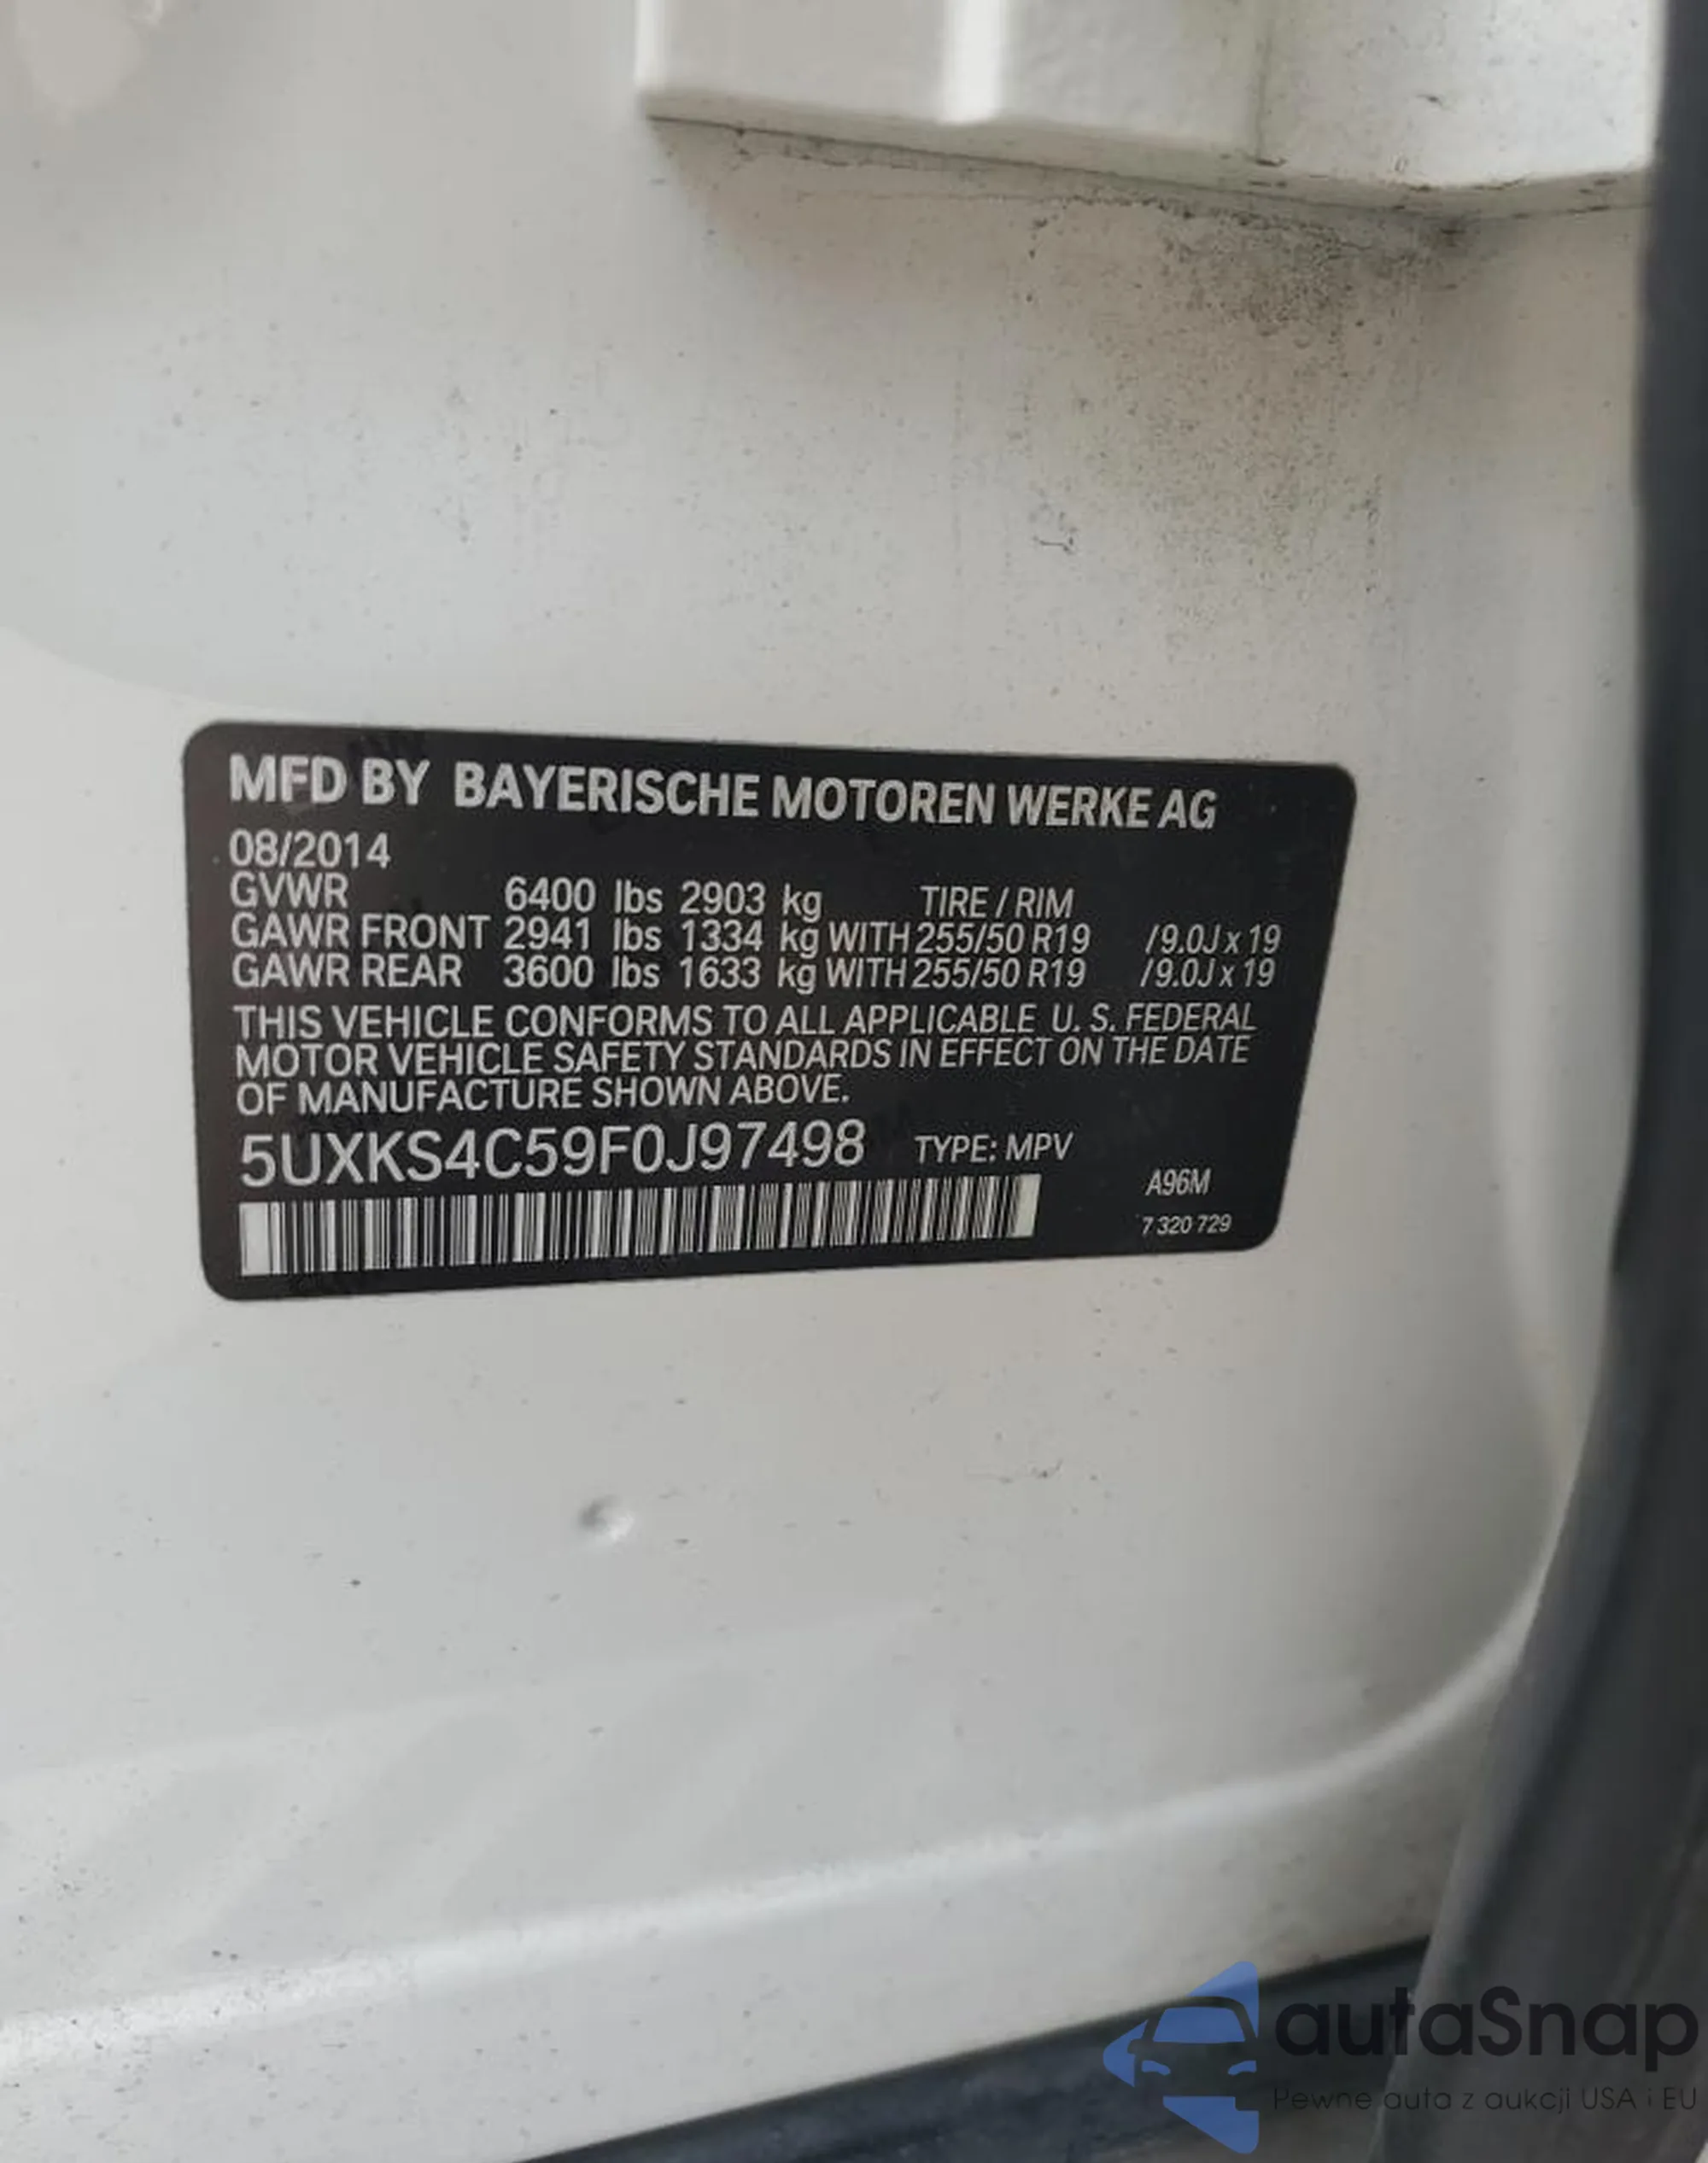 MFD BY BAYERISCHE MOTOREN WERKE AG
08/2014
GVWR 6400 lbs 2903 kg TIRE / RIM
GAWR FRONT 2941 lbs 1334 kg WITH 255/50 R19 /9.0J x 19
GAWR REAR 3600 lbs 1633 kg WITH 255/50 R19 /9.0J x 19
THIS VEHICLE CONFORMS TO ALL APPLICABLE U. S. FEDERAL
MOTOR VEHICLE SAFETY STANDARDS IN EFFECT ON THE DATE
OF MANUFACTURE SHOWN ABOVE.
5UXKS4C59F0J97498 TYPE: MPV
A96M
7 320 729
autaSnap
Pewne auta z aukcji USA i EU